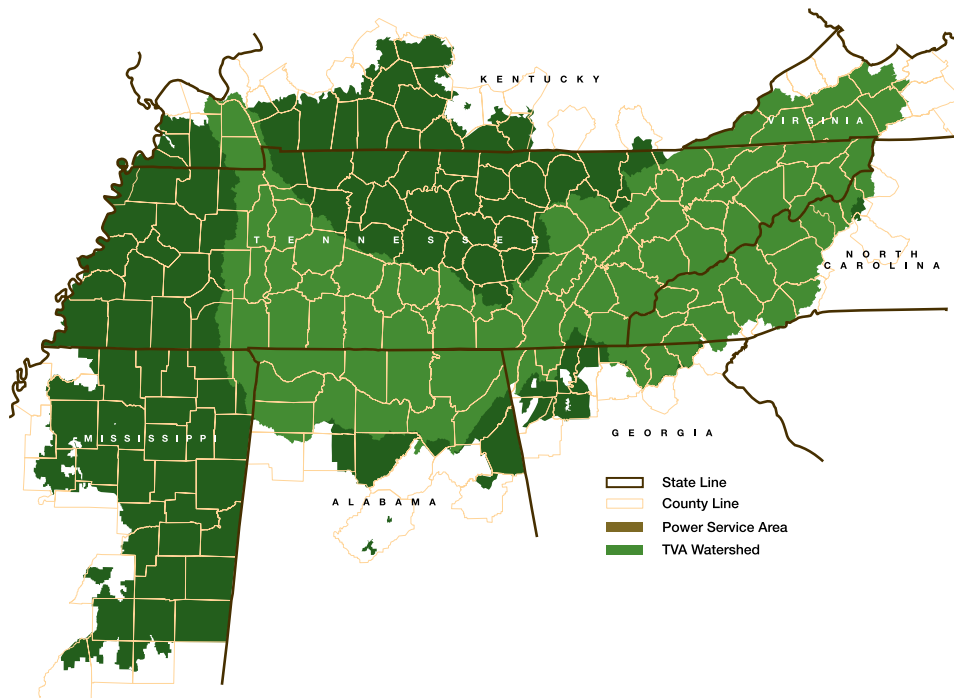 KENTUCKY
VIRGINIA
TENNESSEE
NORTH
CAROLINA
MISSISSIPPI
GEORGIA
ALABAMA
State Line
County Line
Power Service Area
TVA Watershed